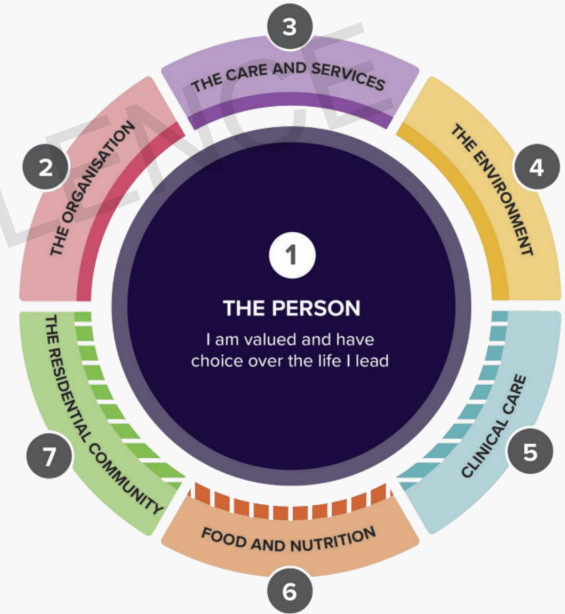 3
THE CARE AND SERVICES
2
THE ORGANISATION
4
THE ENVIRONMENT
1
THE PERSON
I am valued and have
choice over the life I lead
THE RESIDENTIAL COMMUNITY
7
CLINICAL CARE
5
FOOD AND NUTRITION
6
LENCE